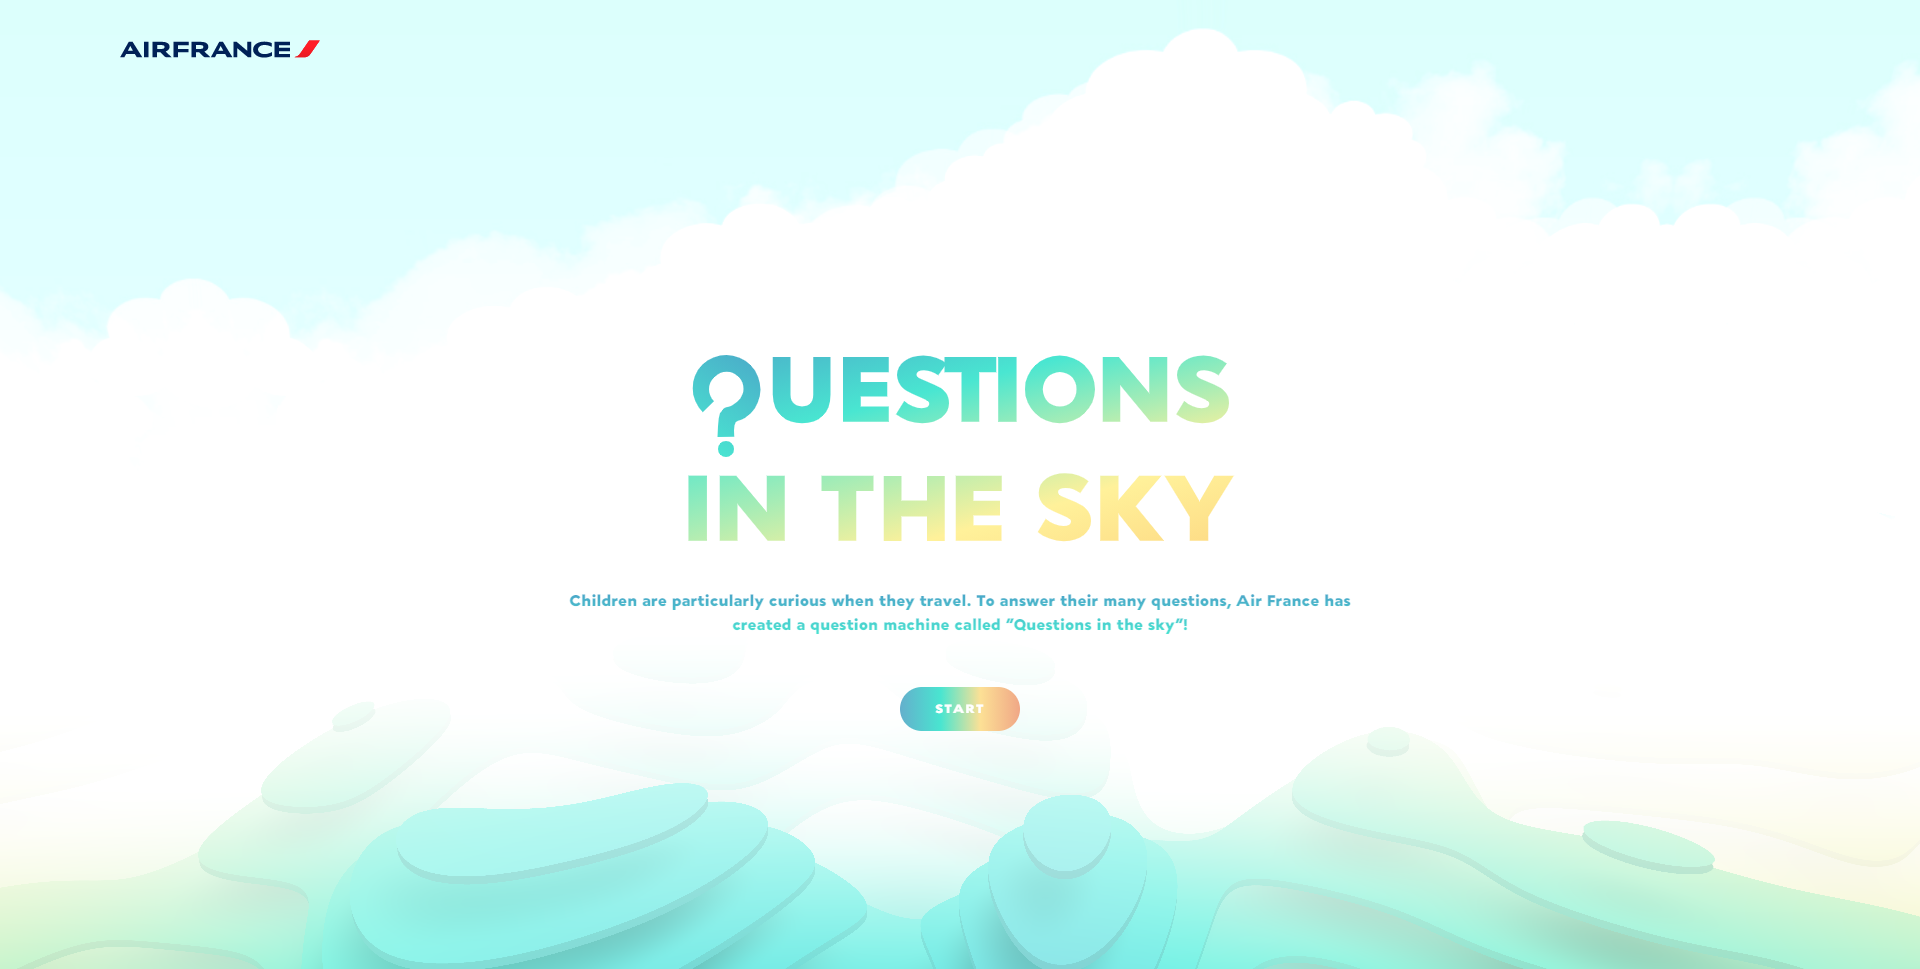 AIRFRANCE
QUESTIONS
IN THE SKY
Children are particularly curious when they travel. To answer their many questions, Air France has
created a question machine called “Questions in the sky”!
START